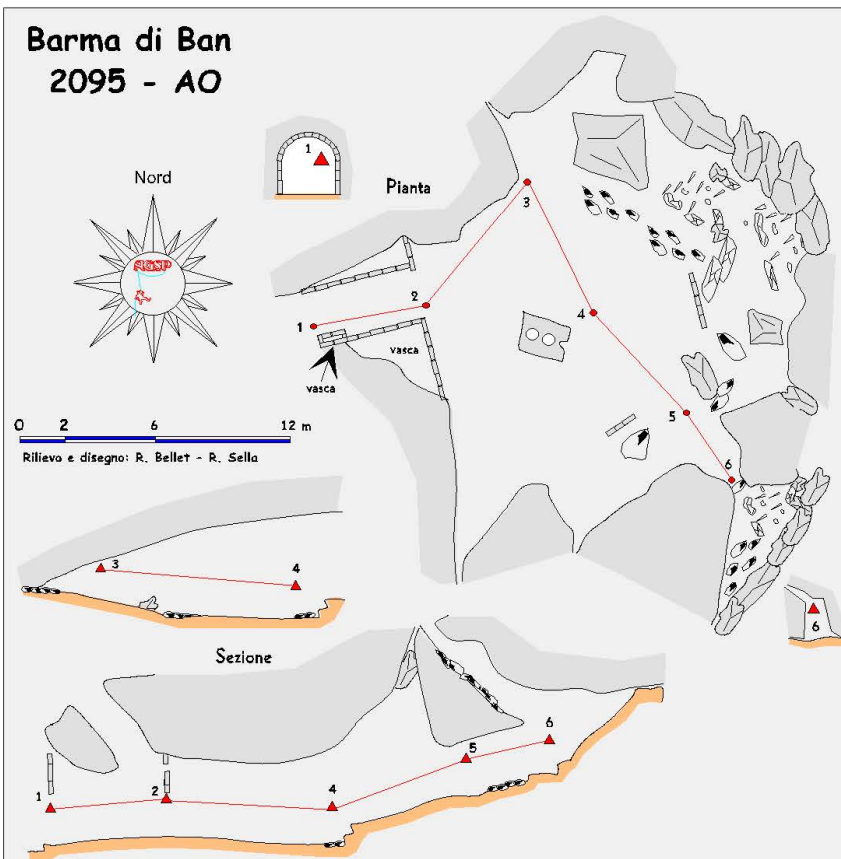 Barma di Ban
2095 - AO
1
Pianta
Nord
AGSP
3
2
1
4
vasca
vasca
5
6
0 2 6 12 m
Rilievo e disegno: R. Bellet - R. Sella
3
4
6
Sezione
6
5
1
2
4